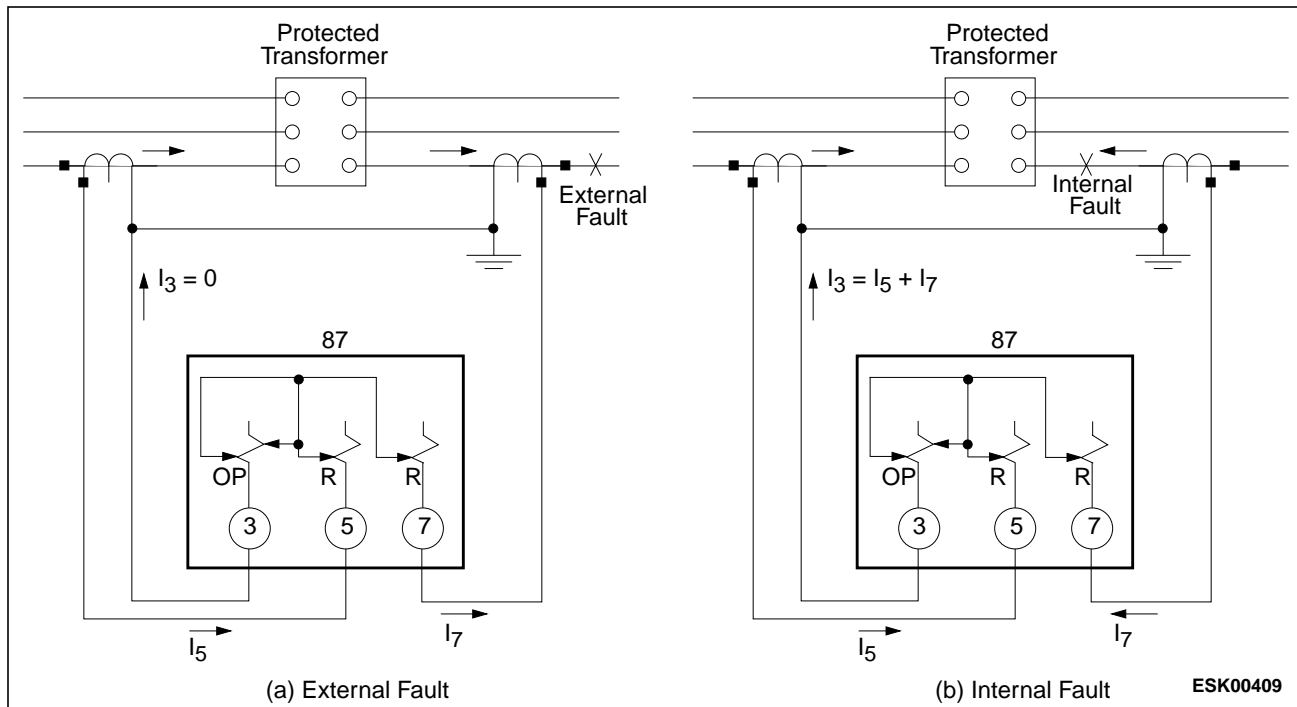 Protected
Transformer
External
Fault
I3 = 0
87
OP
R
R
3
5
7
I5
I7
(a) External Fault
Protected
Transformer
Internal
Fault
I3 = I5 + I7
87
OP
R
R
3
5
7
I5
I7
(b) Internal Fault
ESK00409